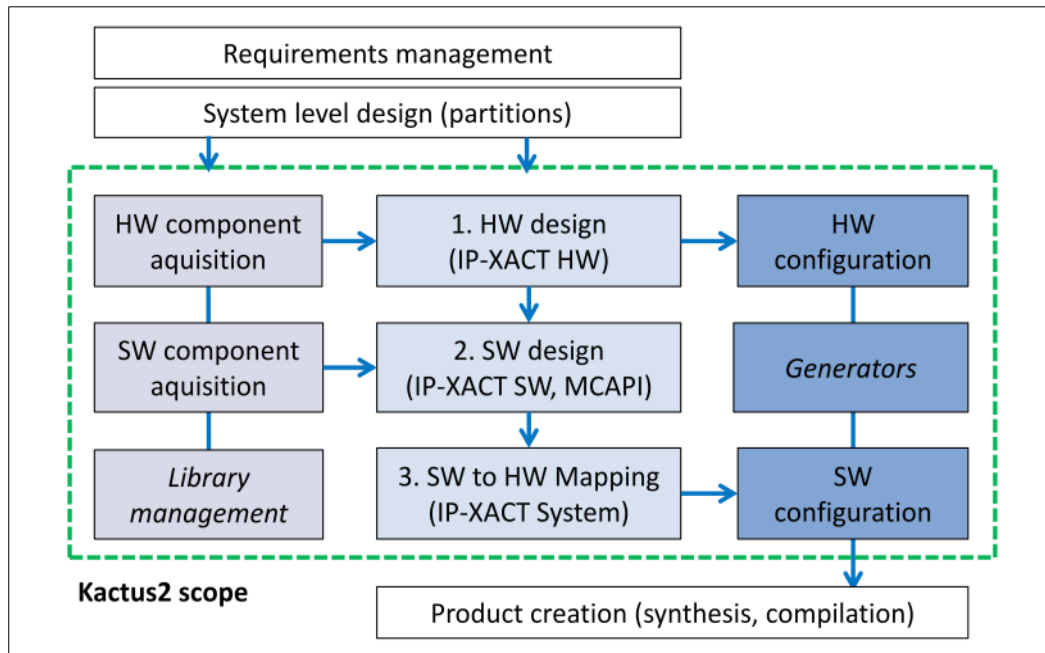 Requirements management
System level design (partitions)
HW component
aquisition
1. HW design
(IP-XACT HW)
HW
configuration
SW component
aquisition
2. SW design
(IP-XACT SW, MCAPI)
Generators
Library
management
3. SW to HW Mapping
(IP-XACT System)
SW
configuration
Kactus2 scope
Product creation (synthesis, compilation)